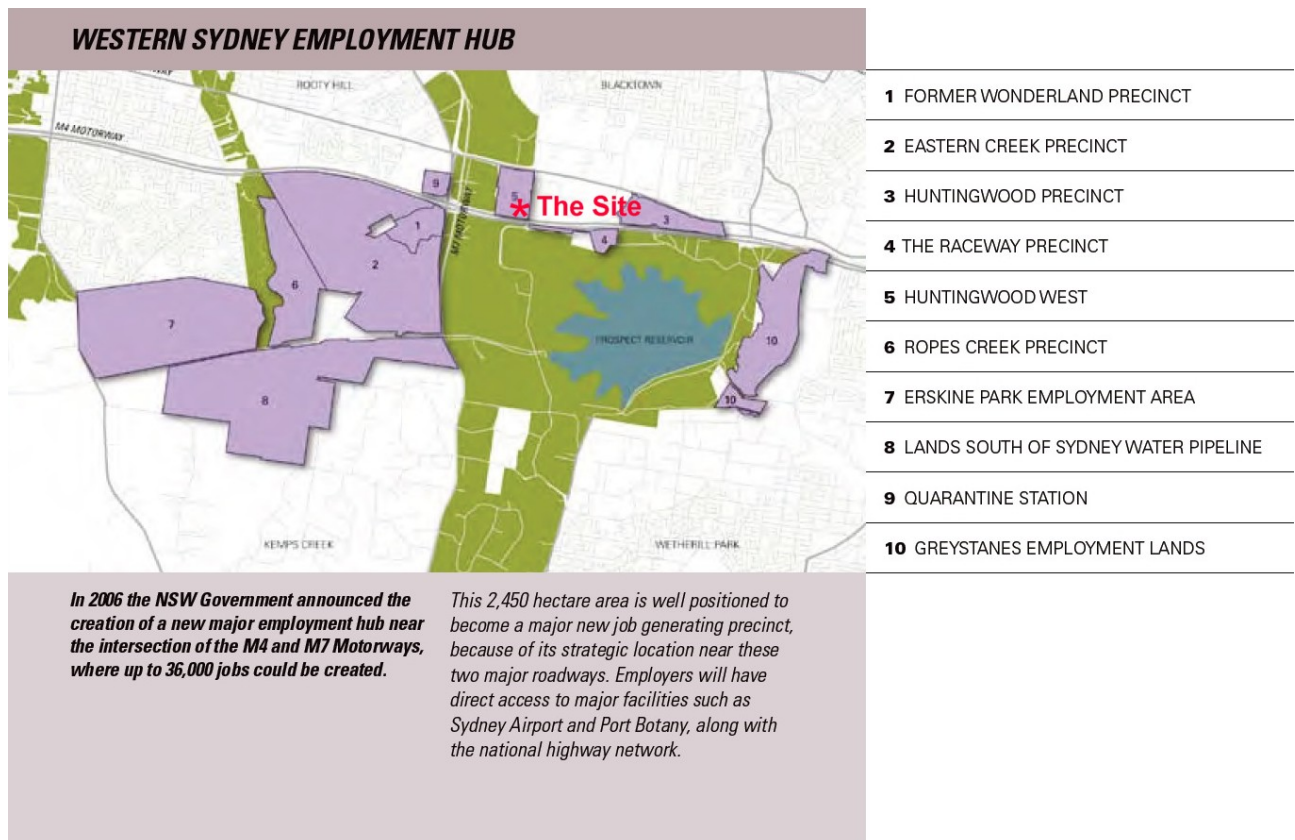 WESTERN SYDNEY EMPLOYMENT HUB
ROOTY HILL
BLACKTOWN
M4 MOTORWAY
9
5
* The Site
M7 MOTORWAY
1
3
4
2
6
7
PROSPECT RESERVOIR
10
8
10
KEMPS CREEK
WETHERILL PARK
1 FORMER WONDERLAND PRECINCT
2 EASTERN CREEK PRECINCT
3 HUNTINGWOOD PRECINCT
4 THE RACEWAY PRECINCT
5 HUNTINGWOOD WEST
6 ROPES CREEK PRECINCT
7 ERSKINE PARK EMPLOYMENT AREA
8 LANDS SOUTH OF SYDNEY WATER PIPELINE
9 QUARANTINE STATION
10 GREYSTANES EMPLOYMENT LANDS
In 2006 the NSW Government announced the
creation of a new major employment hub near
the intersection of the M4 and M7 Motorways,
where up to 36,000 jobs could be created.
This 2,450 hectare area is well positioned to
become a major new job generating precinct,
because of its strategic location near these
two major roadways. Employers will have
direct access to major facilities such as
Sydney Airport and Port Botany, along with
the national highway network.